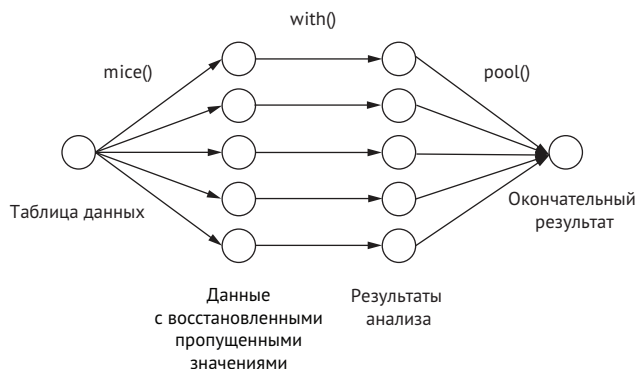 with()
mice()
pool()
Таблица данных
Окончательный
результат
Данные
с восстановленными
пропущенными
значениями
Результаты
анализа